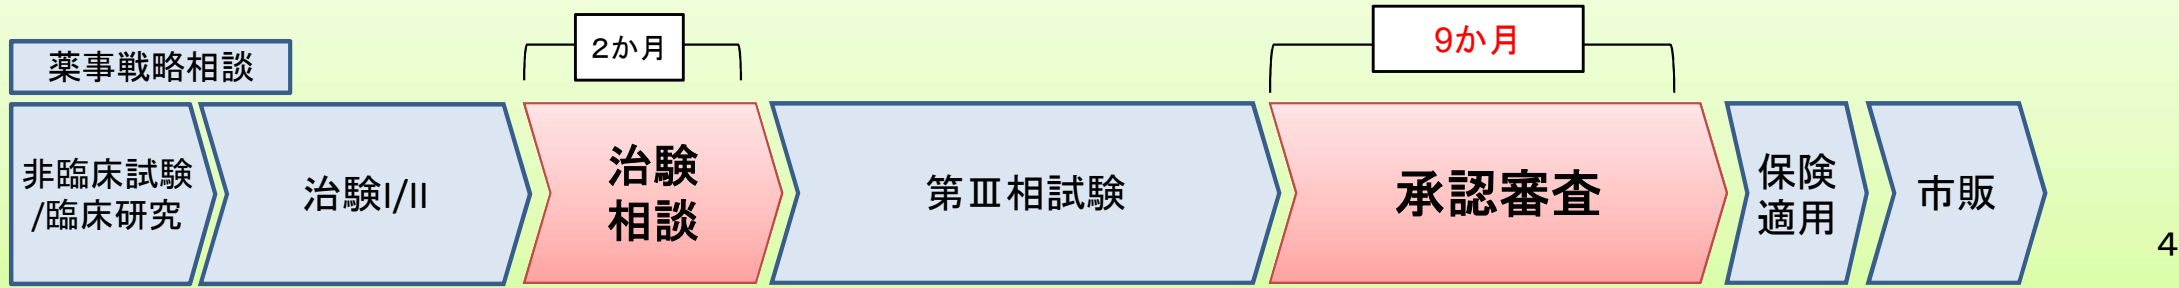 薬事戦略相談
2か月
9か月
非臨床試験
/臨床研究
治験I/II
治験
相談
第Ⅲ相試験
承認審査
保険
適用
市販
4